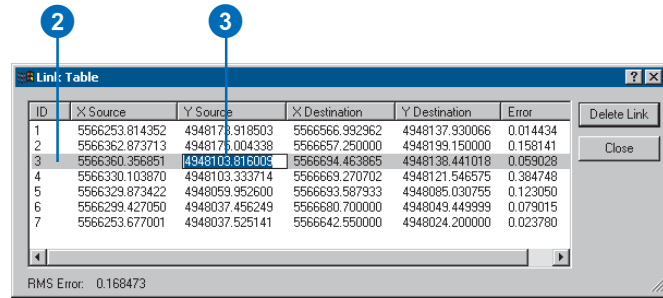 2 3
Link Table
ID X Source Y Source X Destination Y Destination Error
1 5566253.814352 4948173.918503 5566566.992962 4948137.930066 0.014434
2 5566362.873713 4948175.004338 5566657.250000 4948199.150000 0.158141
3 5566360.356851 4948103.816009 5566694.463865 4948138.441018 0.059028
4 5566330.103870 4948103.333714 5566669.270702 4948121.546575 0.384748
5 5566329.873422 4948059.952600 5566693.587933 4948085.030755 0.123050
6 5566299.427050 4948037.456249 5566680.700000 4948049.449999 0.079015
7 5566253.677001 4948037.525141 5566642.550000 4948024.200000 0.023780
Delete Link
Close
RMS Error: 0.168473